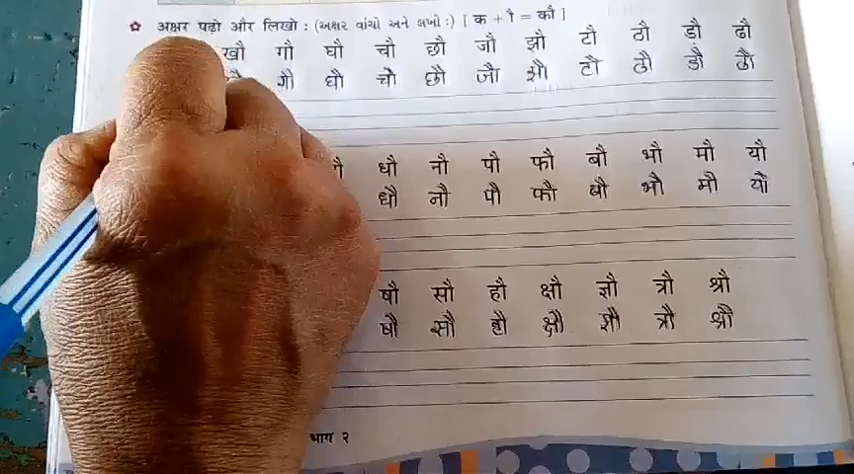 अक्षर पढ़ो और लिखो : (અક્ષર વાંચો અને લખો :) [ क + ौ = कौ ]
खौ गौ घौ चौ छौ जौ झौ टौ ठौ डौ ढौ
गौ घौ चौ छौ जौ झौ टौ ठौ डौ ढौ
धौ नौ पौ फौ बौ भौ मौ यौ
धौ नौ पौ फौ बौ भौ मौ यौ
षौ सौ हौ क्षौ ज्ञौ त्रौ श्रौ
षौ सौ हौ क्षौ ज्ञौ त्रौ श्रौ
भाग २